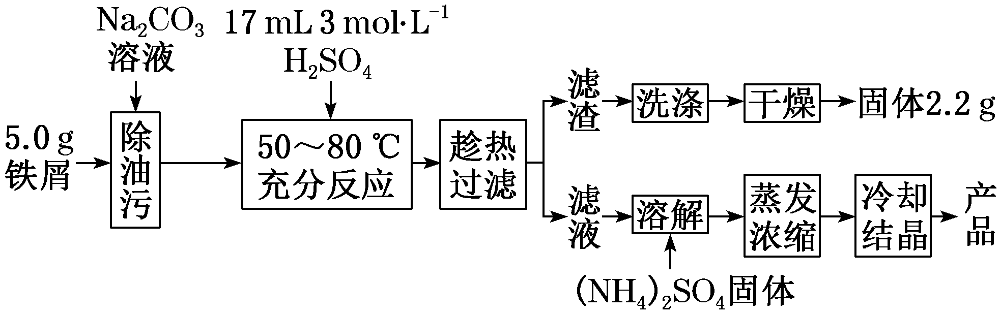 Na₂CO₃
溶液
17 mL 3 mol·L⁻¹
H₂SO₄
5.0 g
铁屑
除
油
污
50～80 ℃
充分反应
趁热
过滤
滤
渣
洗涤
干燥
固体2.2 g
滤
液
溶解
蒸发
浓缩
冷却
结晶
产
品
(NH₄)₂SO₄固体